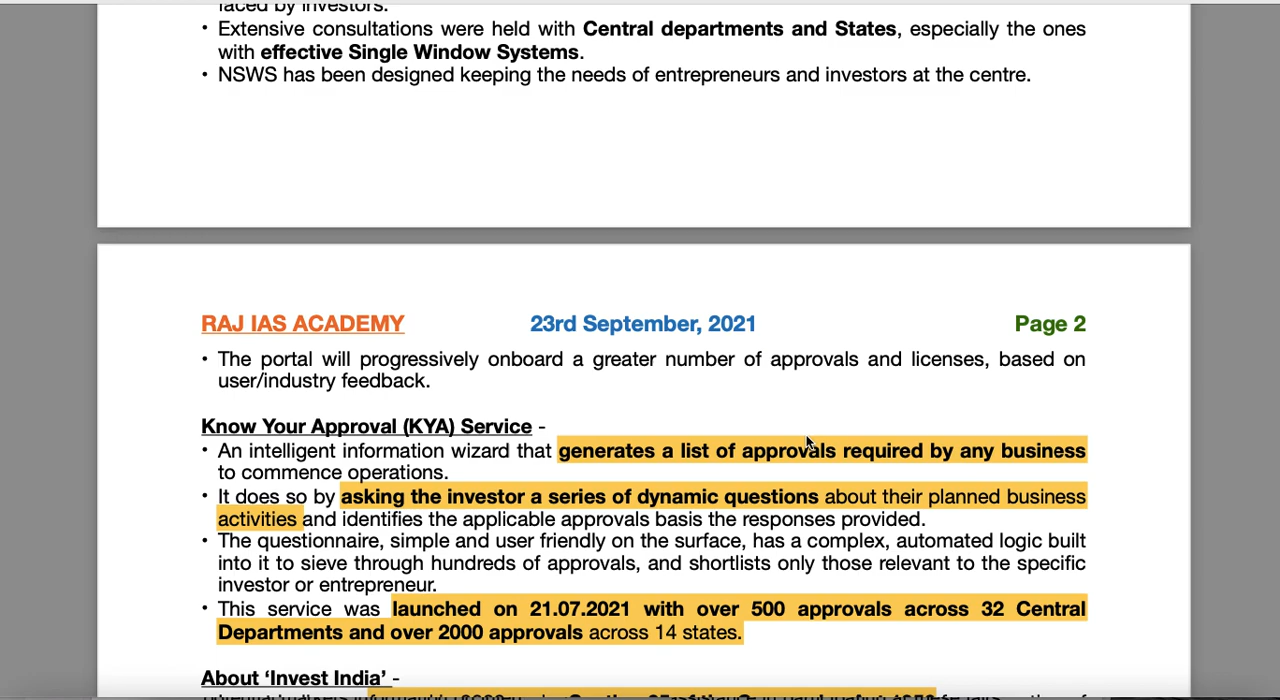 faced by investors.
• Extensive consultations were held with Central departments and States, especially the ones
with effective Single Window Systems.
• NSWS has been designed keeping the needs of entrepreneurs and investors at the centre.
RAJ IAS ACADEMY 23rd September, 2021 Page 2
• The portal will progressively onboard a greater number of approvals and licenses, based on
user/industry feedback.
Know Your Approval (KYA) Service -
• An intelligent information wizard that generates a list of approvals required by any business
to commence operations.
• It does so by asking the investor a series of dynamic questions about their planned business
activities and identifies the applicable approvals basis the responses provided.
• The questionnaire, simple and user friendly on the surface, has a complex, automated logic built
into it to sieve through hundreds of approvals, and shortlists only those relevant to the specific
investor or entrepreneur.
• This service was launched on 21.07.2021 with over 500 approvals across 32 Central
Departments and over 2000 approvals across 14 states.
About ‘Invest India’ -